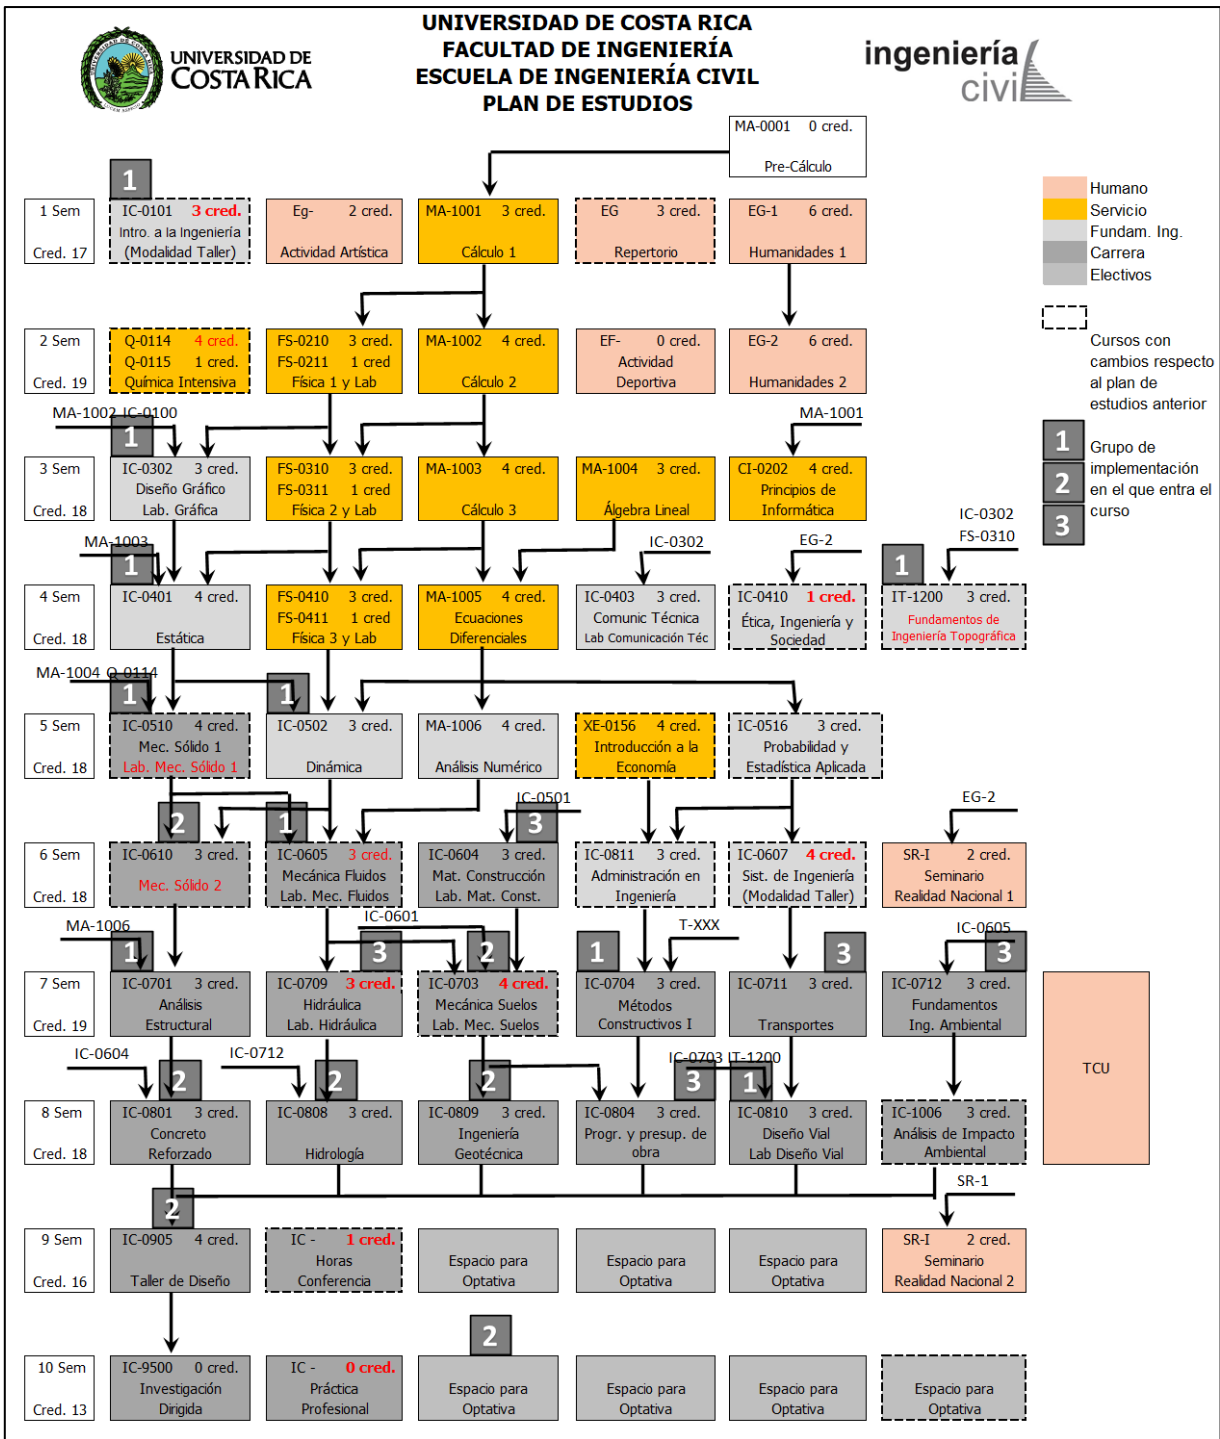 UNIVERSIDAD DE COSTA RICA
FACULTAD DE INGENIERÍA
ESCUELA DE INGENIERÍA CIVIL
PLAN DE ESTUDIOS
UNIVERSIDAD DE
COSTA RICA
ingeniería
civil
MA-0001 0 cred.
Pre-Cálculo
1
1 Sem
Cred. 17
IC-0101 3 cred.
Intro. a la Ingeniería
(Modalidad Taller)
Eg- 2 cred.
Actividad Artística
MA-1001 3 cred.
Cálculo 1
EG 3 cred.
Repertorio
EG-1 6 cred.
Humanidades 1
Humano
Servicio
Fundam. Ing.
Carrera
Electivos
Cursos con
cambios respecto
al plan de
estudios anterior
1
2
3
Grupo de
implementación
en el que entra el
curso
2 Sem
Cred. 19
Q-0114 4 cred.
Q-0115 1 cred.
Química Intensiva
FS-0210 3 cred.
FS-0211 1 cred
Física 1 y Lab
MA-1002 4 cred.
Cálculo 2
EF- 0 cred.
Actividad
Deportiva
EG-2 6 cred.
Humanidades 2
MA-1002 IC-0100
1
MA-1001
3 Sem
Cred. 18
IC-0302 3 cred.
Diseño Gráfico
Lab. Gráfica
FS-0310 3 cred.
FS-0311 1 cred
Física 2 y Lab
MA-1003 4 cred.
Cálculo 3
MA-1004 3 cred.
Álgebra Lineal
CI-0202 4 cred.
Principios de
Informática
MA-1003
1
IC-0302
EG-2
1
IC-0302
FS-0310
4 Sem
Cred. 18
IC-0401 4 cred.
Estática
FS-0410 3 cred.
FS-0411 1 cred
Física 3 y Lab
MA-1005 4 cred.
Ecuaciones
Diferenciales
IC-0403 3 cred.
Comunic Técnica
Lab Comunicación Téc
IC-0410 1 cred.
Ética, Ingeniería y
Sociedad
IT-1200 3 cred.
Fundamentos de
Ingeniería Topográfica
MA-1004 Q-0114
1
1
5 Sem
Cred. 18
IC-0510 4 cred.
Mec. Sólido 1
Lab. Mec. Sólido 1
IC-0502 3 cred.
Dinámica
MA-1006 4 cred.
Análisis Numérico
XE-0156 4 cred.
Introducción a la
Economía
IC-0516 3 cred.
Probabilidad y
Estadística Aplicada
2
1
3
IC-0501
EG-2
6 Sem
Cred. 18
IC-0610 3 cred.
Mec. Sólido 2
IC-0605 3 cred.
Mecánica Fluidos
Lab. Mec. Fluidos
IC-0604 3 cred.
Mat. Construcción
Lab. Mat. Const.
IC-0811 3 cred.
Administración en
Ingeniería
IC-0607 4 cred.
Sist. de Ingeniería
(Modalidad Taller)
SR-I 2 cred.
Seminario
Realidad Nacional 1
MA-1006
1
IC-0601
3
2
1
T-XXX
3
IC-0605
3
7 Sem
Cred. 19
IC-0701 3 cred.
Análisis
Estructural
IC-0709 3 cred.
Hidráulica
Lab. Hidráulica
IC-0703 4 cred.
Mecánica Suelos
Lab. Mec. Suelos
IC-0704 3 cred.
Métodos
Constructivos I
IC-0711 3 cred.
Transportes
IC-0712 3 cred.
Fundamentos
Ing. Ambiental
TCU
IC-0604
2
IC-0712
2
2
3
IC-0703 IT-1200
1
8 Sem
Cred. 18
IC-0801 3 cred.
Concreto
Reforzado
IC-0808 3 cred.
Hidrología
IC-0809 3 cred.
Ingeniería
Geotécnica
IC-0804 3 cred.
Progr. y presup. de
obra
IC-0810 3 cred.
Diseño Vial
Lab Diseño Vial
IC-1006 3 cred.
Análisis de Impacto
Ambiental
2
SR-1
9 Sem
Cred. 16
IC-0905 4 cred.
Taller de Diseño
IC - 1 cred.
Horas
Conferencia
Espacio para
Optativa
Espacio para
Optativa
Espacio para
Optativa
SR-I 2 cred.
Seminario
Realidad Nacional 2
2
10 Sem
Cred. 13
IC-9500 0 cred.
Investigación
Dirigida
IC - 0 cred.
Práctica
Profesional
Espacio para
Optativa
Espacio para
Optativa
Espacio para
Optativa
Espacio para
Optativa